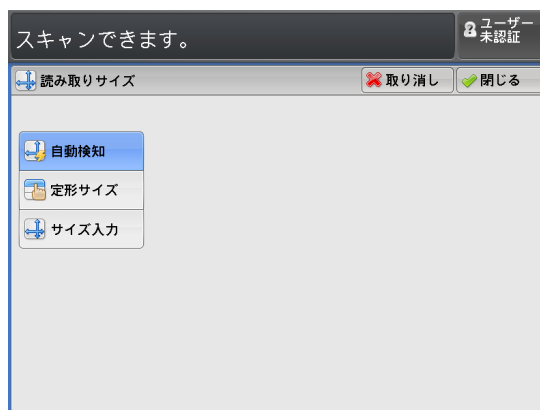 スキャンできます。
ユーザー
未認証
読み取りサイズ
取り消し
閉じる
自動検知
定形サイズ
サイズ入力